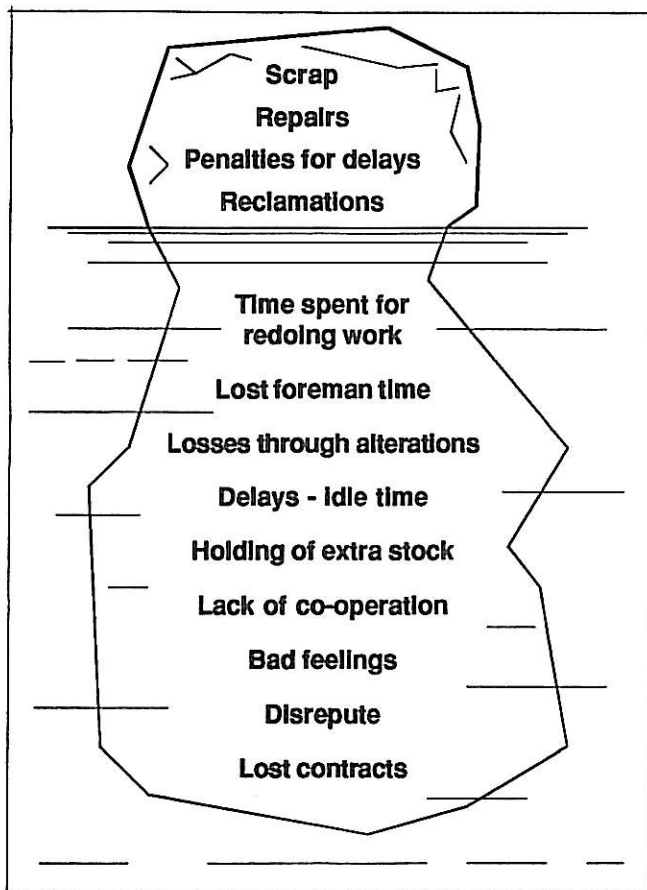 Scrap
Repairs
Penalties for delays
Reclamations
Time spent for
redoing work
Lost foreman time
Losses through alterations
Delays - idle time
Holding of extra stock
Lack of co-operation
Bad feelings
Disrepute
Lost contracts